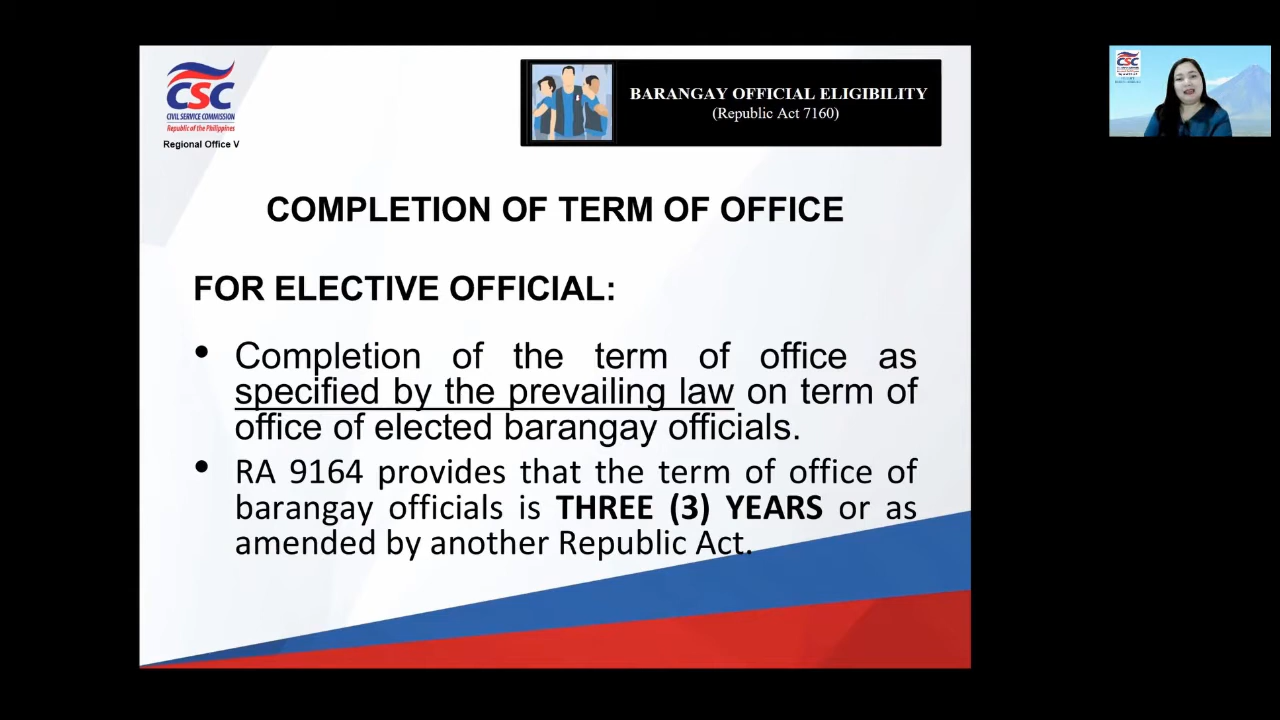 CSC
CIVIL SERVICE COMMISSION
Republic of the Philippines
Regional Office V
BARANGAY OFFICIAL ELIGIBILITY
(Republic Act 7160)
COMPLETION OF TERM OF OFFICE
FOR ELECTIVE OFFICIAL:
• Completion of the term of office as
specified by the prevailing law on term of
office of elected barangay officials.
• RA 9164 provides that the term of office of
barangay officials is THREE (3) YEARS or as
amended by another Republic Act.
CSC